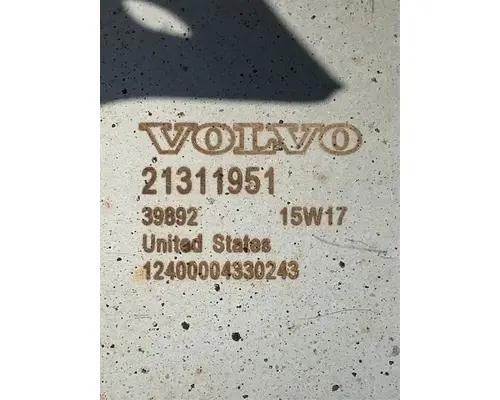 VOLVO
21311951
39892 15W17
United States
12400004330243